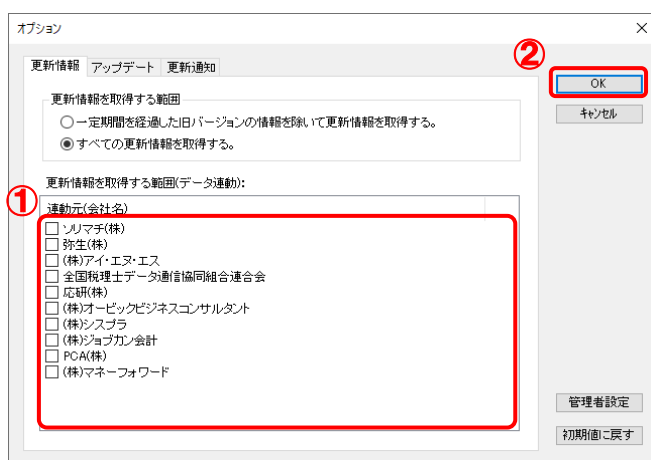 オプション
②
更新情報 アップデート 更新通知
OK
キャンセル
更新情報を取得する範囲
一定期間を経過した旧バージョンの情報を除いて更新情報を取得する。
すべての更新情報を取得する。
更新情報を取得する範囲(データ連動):
①
連動元(会社名)
ソリマチ(株)
弥生(株)
(株)アイ・エヌ・エス
全国税理士データ通信協同組合連合会
応研(株)
(株)オービックビジネスコンサルタント
(株)シスプラ
(株)ジョブカン会計
PCA(株)
(株)マネーフォワード
管理者設定
初期値に戻す